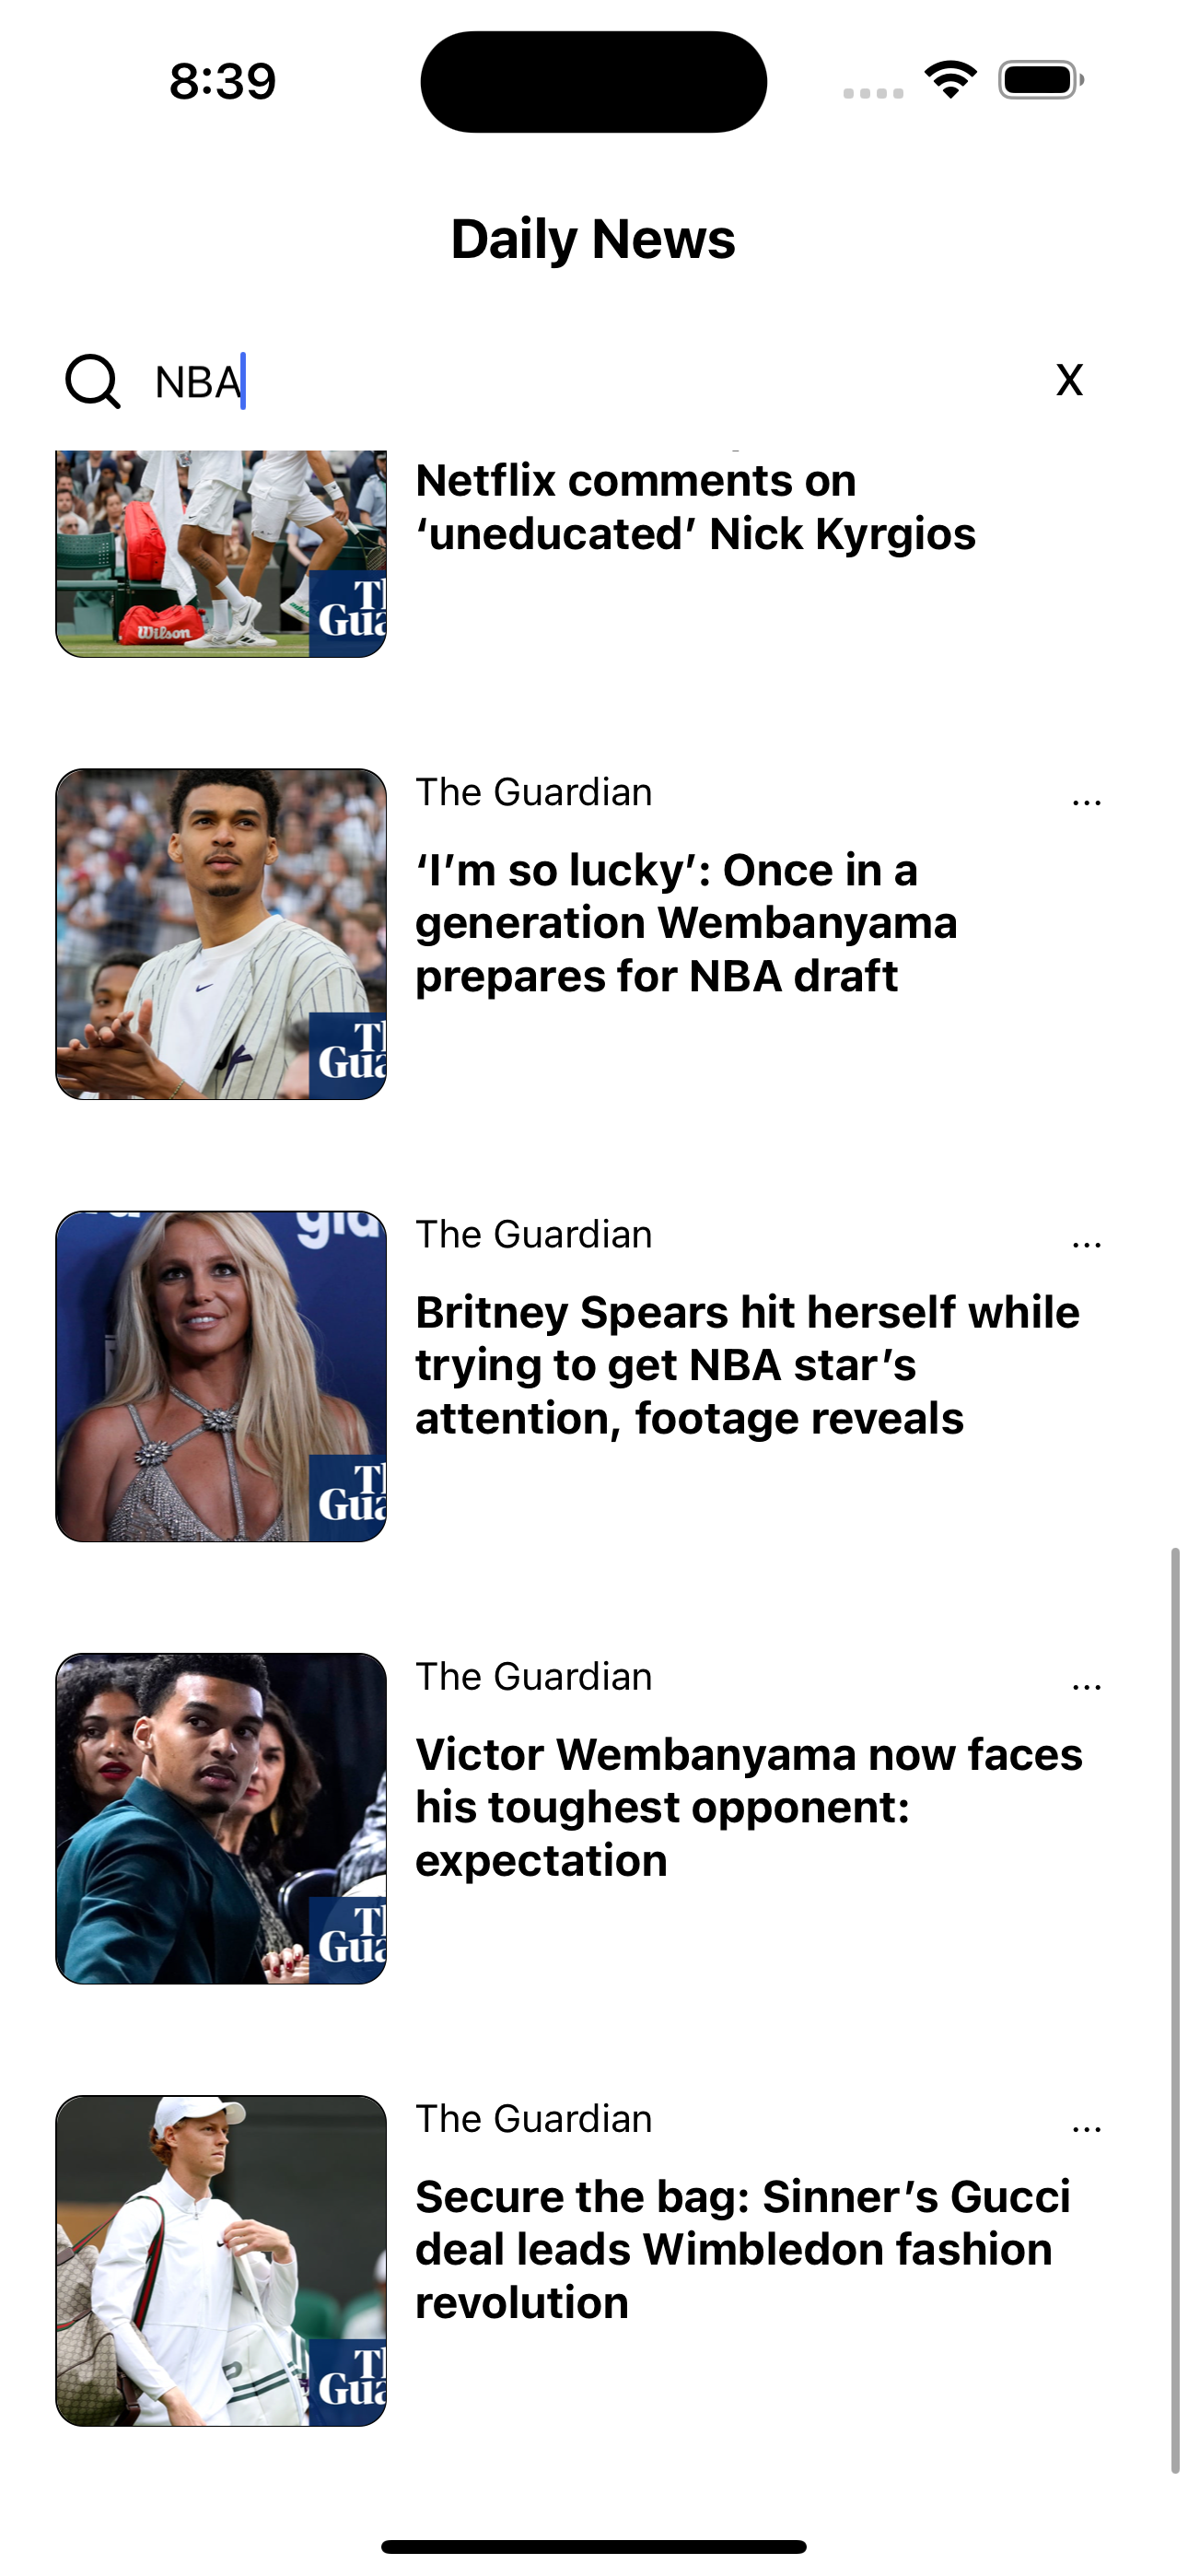 8:39
Daily News
NBA
X
Netflix comments on
‘uneducated’ Nick Kyrgios
Wilson
The Guardian
...
‘I’m so lucky’: Once in a
generation Wembanyama
prepares for NBA draft
The Guardian
...
Britney Spears hit herself while
trying to get NBA star’s
attention, footage reveals
The Guardian
...
Victor Wembanyama now faces
his toughest opponent:
expectation
The Guardian
...
Secure the bag: Sinner’s Gucci
deal leads Wimbledon fashion
revolution